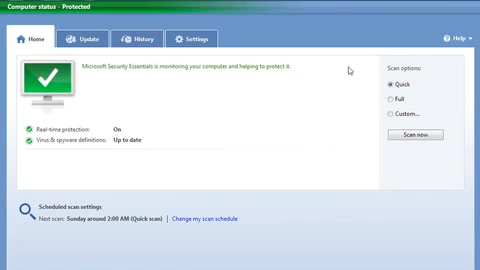 Computer status - Protected
Home
Update
History
Settings
Help
Microsoft Security Essentials is monitoring your computer and helping to protect it.
Scan options:
Quick
Full
Custom...
Scan now
Real-time protection: On
Virus & spyware definitions: Up to date
Scheduled scan settings
Next scan: Sunday around 2:00 AM (Quick scan) | Change my scan schedule